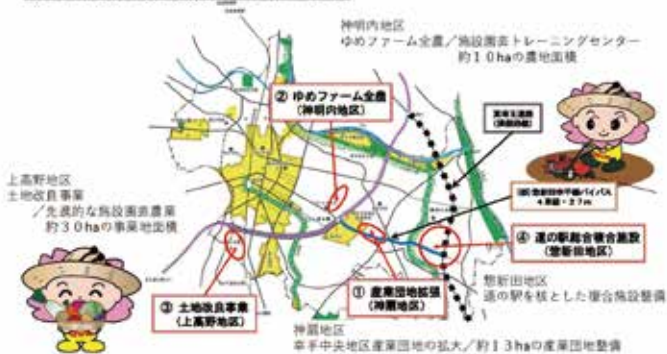 神明内地区
ゆめファーム全農／施設園芸トレーニングセンター
約１０haの農地面積
② ゆめファーム全農
(神明内地区)
上高野地区
土地改良事業
／先進的な施設園芸農業
約３０haの事業地面積
４車線・２７m
④ 道の駅総合複合施設
(惣新田地区)
① 産業団地拡張
(神扇地区)
③ 土地改良事業
(上高野地区)
惣新田地区
道の駅を核とした複合施設整備
神扇地区
幸手中央地区産業団地の拡大／約１３haの産業団地整備